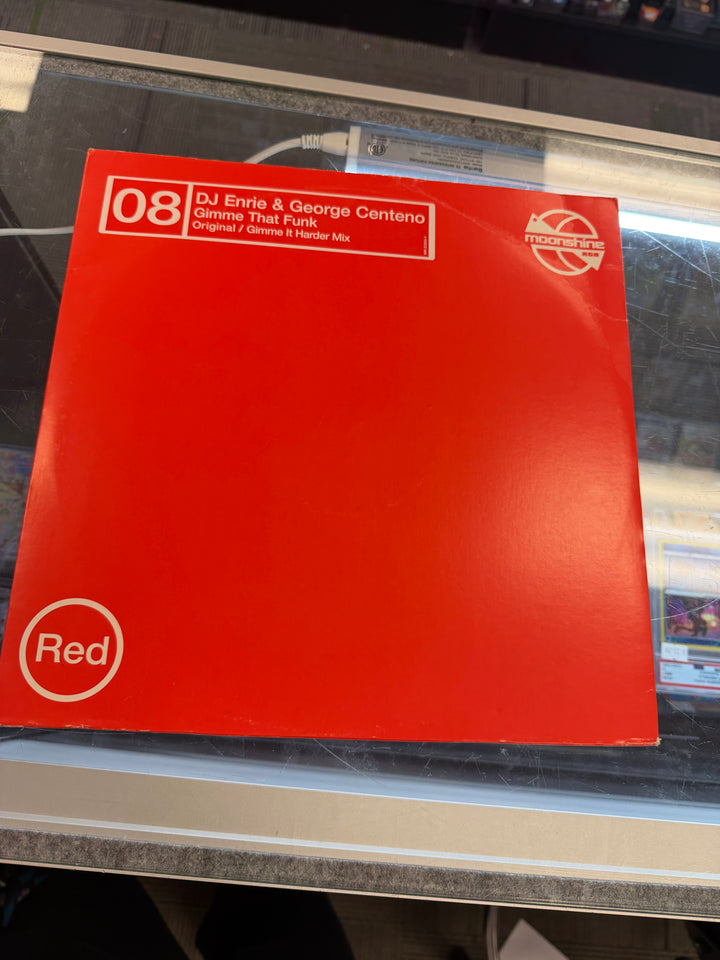 08
DJ Enrie & George Centeno
Gimme That Funk
Original / Gimme It Harder Mix
moonshine
Red